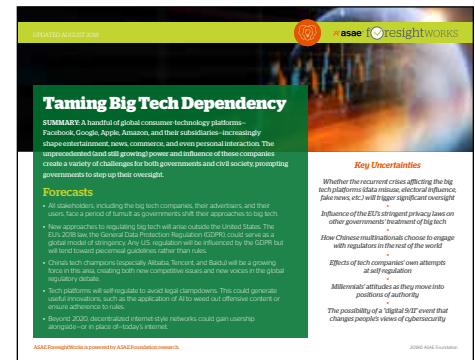 UPDATED AUGUST 2018
asae foresightWORKS
Taming Big Tech Dependency
SUMMARY: A handful of global consumer-technology platforms—
Facebook, Google, Apple, Amazon, and their subsidiaries—increasingly
shape entertainment, news, commerce, and even personal interaction. The
unprecedented (and still growing) power and influence of these companies
create a variety of challenges for both governments and civil society, prompting
governments to step up their oversight.
Forecasts
• All stakeholders, including the big tech companies, their advertisers, and their
users, face a period of tumult as governments shift their approaches to big tech.
• New approaches to regulating big tech will arise outside the United States. The
EU's 2018 law, the General Data Protection Regulation (GDPR), could serve as a
global model of stringency. Any U.S. regulation will be influenced by the GDPR but
will tend toward piecemeal guidelines rather than rules.
• China's tech champions (especially Alibaba, Tencent, and Baidu) will be a growing
force in this area, creating both new competitive issues and new voices in the global
regulatory debate.
• Tech platforms will self-regulate to avoid legal clampdowns. This could generate
useful innovations, such as the application of AI to weed out offensive content or
ensure adherence to rules.
• Beyond 2020, decentralized internet-style networks could gain usership
alongside—or in place of—today's internet.
Key Uncertainties
Whether the recurrent crises afflicting the big
tech platforms (data misuse, electoral influence,
fake news, etc.) will trigger significant oversight
•
Influence of the EU's stringent privacy laws on
other governments' treatment of big tech
•
How Chinese multinationals choose to engage
with regulators in the rest of the world
•
Effects of tech companies' own attempts
at self regulation
•
Millennials' attitudes as they move into
positions of authority
•
The possibility of a "digital 9/11" event that
changes people's views of cybersecurity
ASAE ForesightWorks is powered by ASAE Foundation research.
2018© ASAE Foundation